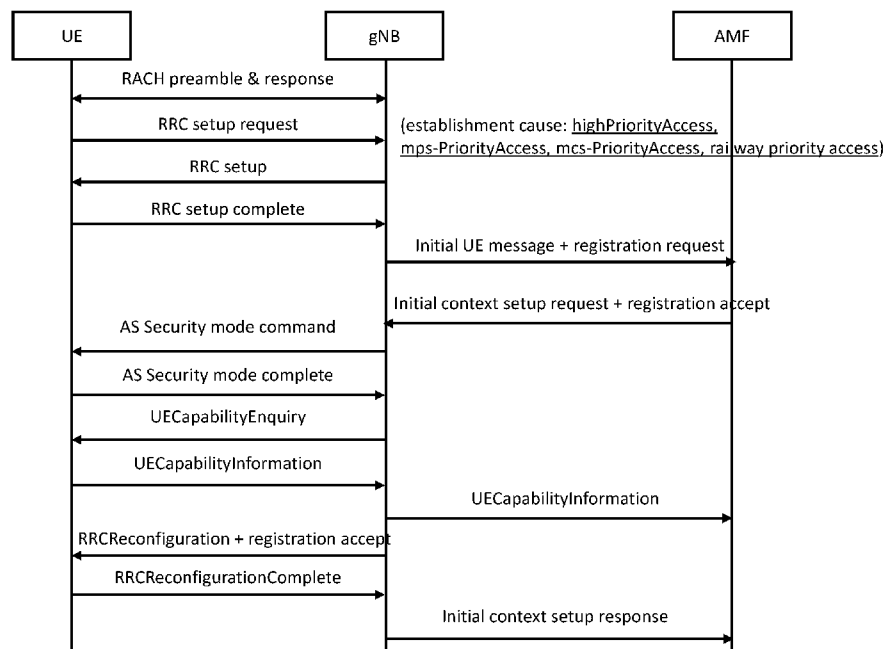 UE
gNB
AMF
RACH preamble & response
RRC setup request
(establishment cause: highPriorityAccess,
mps-PriorityAccess, mcs-PriorityAccess, railway priority access)
RRC setup
RRC setup complete
Initial UE message + registration request
Initial context setup request + registration accept
AS Security mode command
AS Security mode complete
UECapabilityEnquiry
UECapabilityInformation
UECapabilityInformation
RRCReconfiguration + registration accept
RRCReconfigurationComplete
Initial context setup response